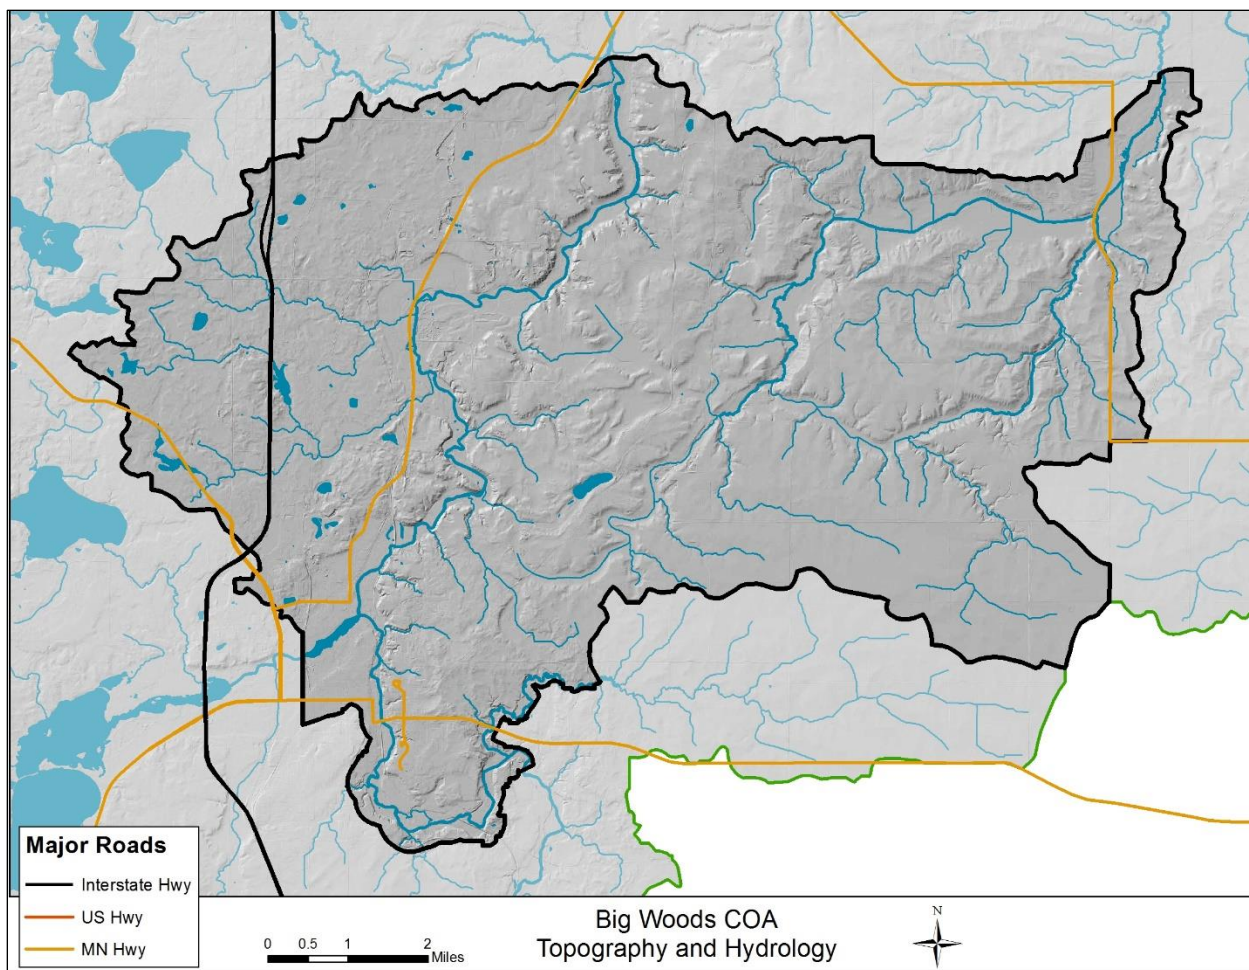 Major Roads
Interstate Hwy
US Hwy
MN Hwy
0 0.5 1 2
Miles
Big Woods COA
Topography and Hydrology
N